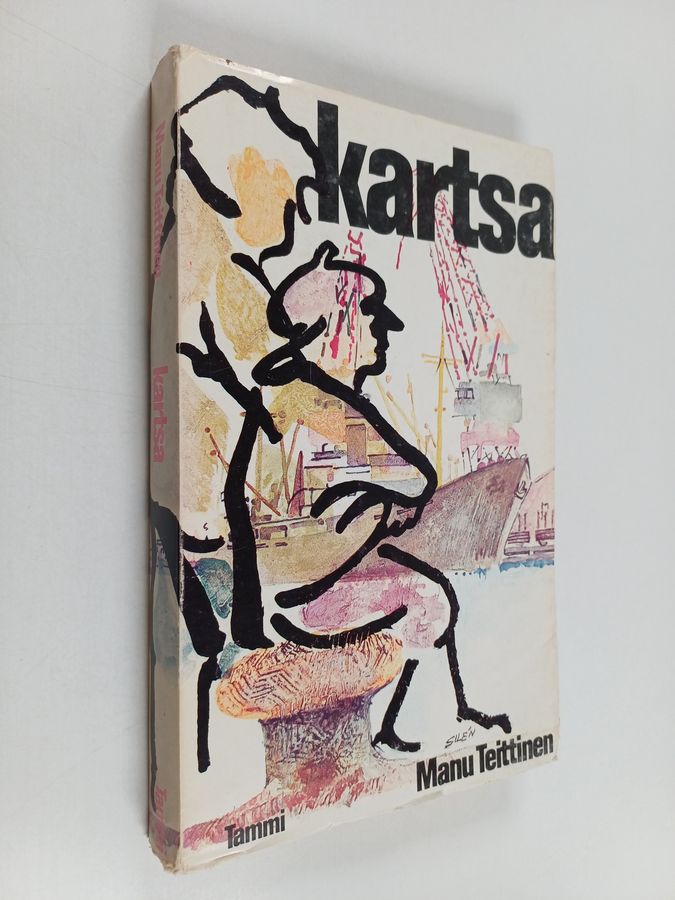 kartsa
SILÉN
Manu Teittinen
Tammi
Manu Teittinen
kartsa